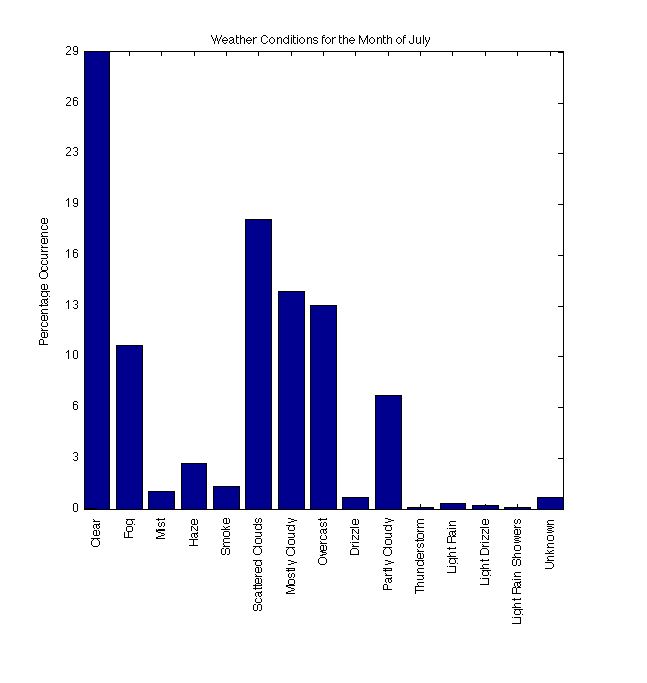 Weather Conditions for the Month of July
Percentage Occurrence
29
26
23
19
16
13
10
6
3
0
Clear
Fog
Mist
Haze
Smoke
Scattered Clouds
Mostly Cloudy
Overcast
Drizzle
Partly Cloudy
Thunderstorm
Light Rain
Light Drizzle
Light Rain Showers
Unknown